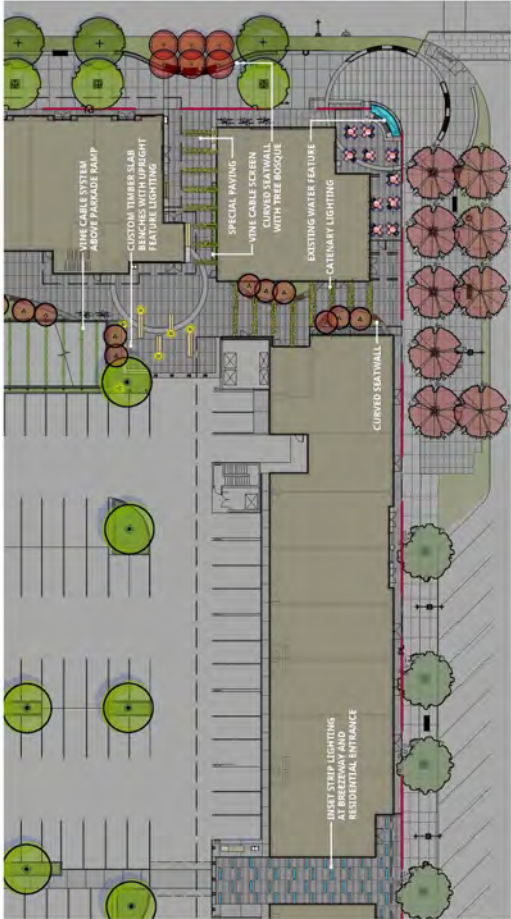 VINE CABLE SYSTEM
ABOVE PARKADE RAMP
CUSTOM TIMBER SLAB
BENCHES WITH UPRIGHT
FEATURE LIGHTING
SPECIAL PAVING
VINE CABLE SCREEN
CURVED SEATWALL
WITH TREE BOSQUE
EXISTING WATER FEATURE
CATENARY LIGHTING
CURVED SEATWALL
INSET STRIP LIGHTING
AT BREEZEWAY AND
RESIDENTIAL ENTRANCE